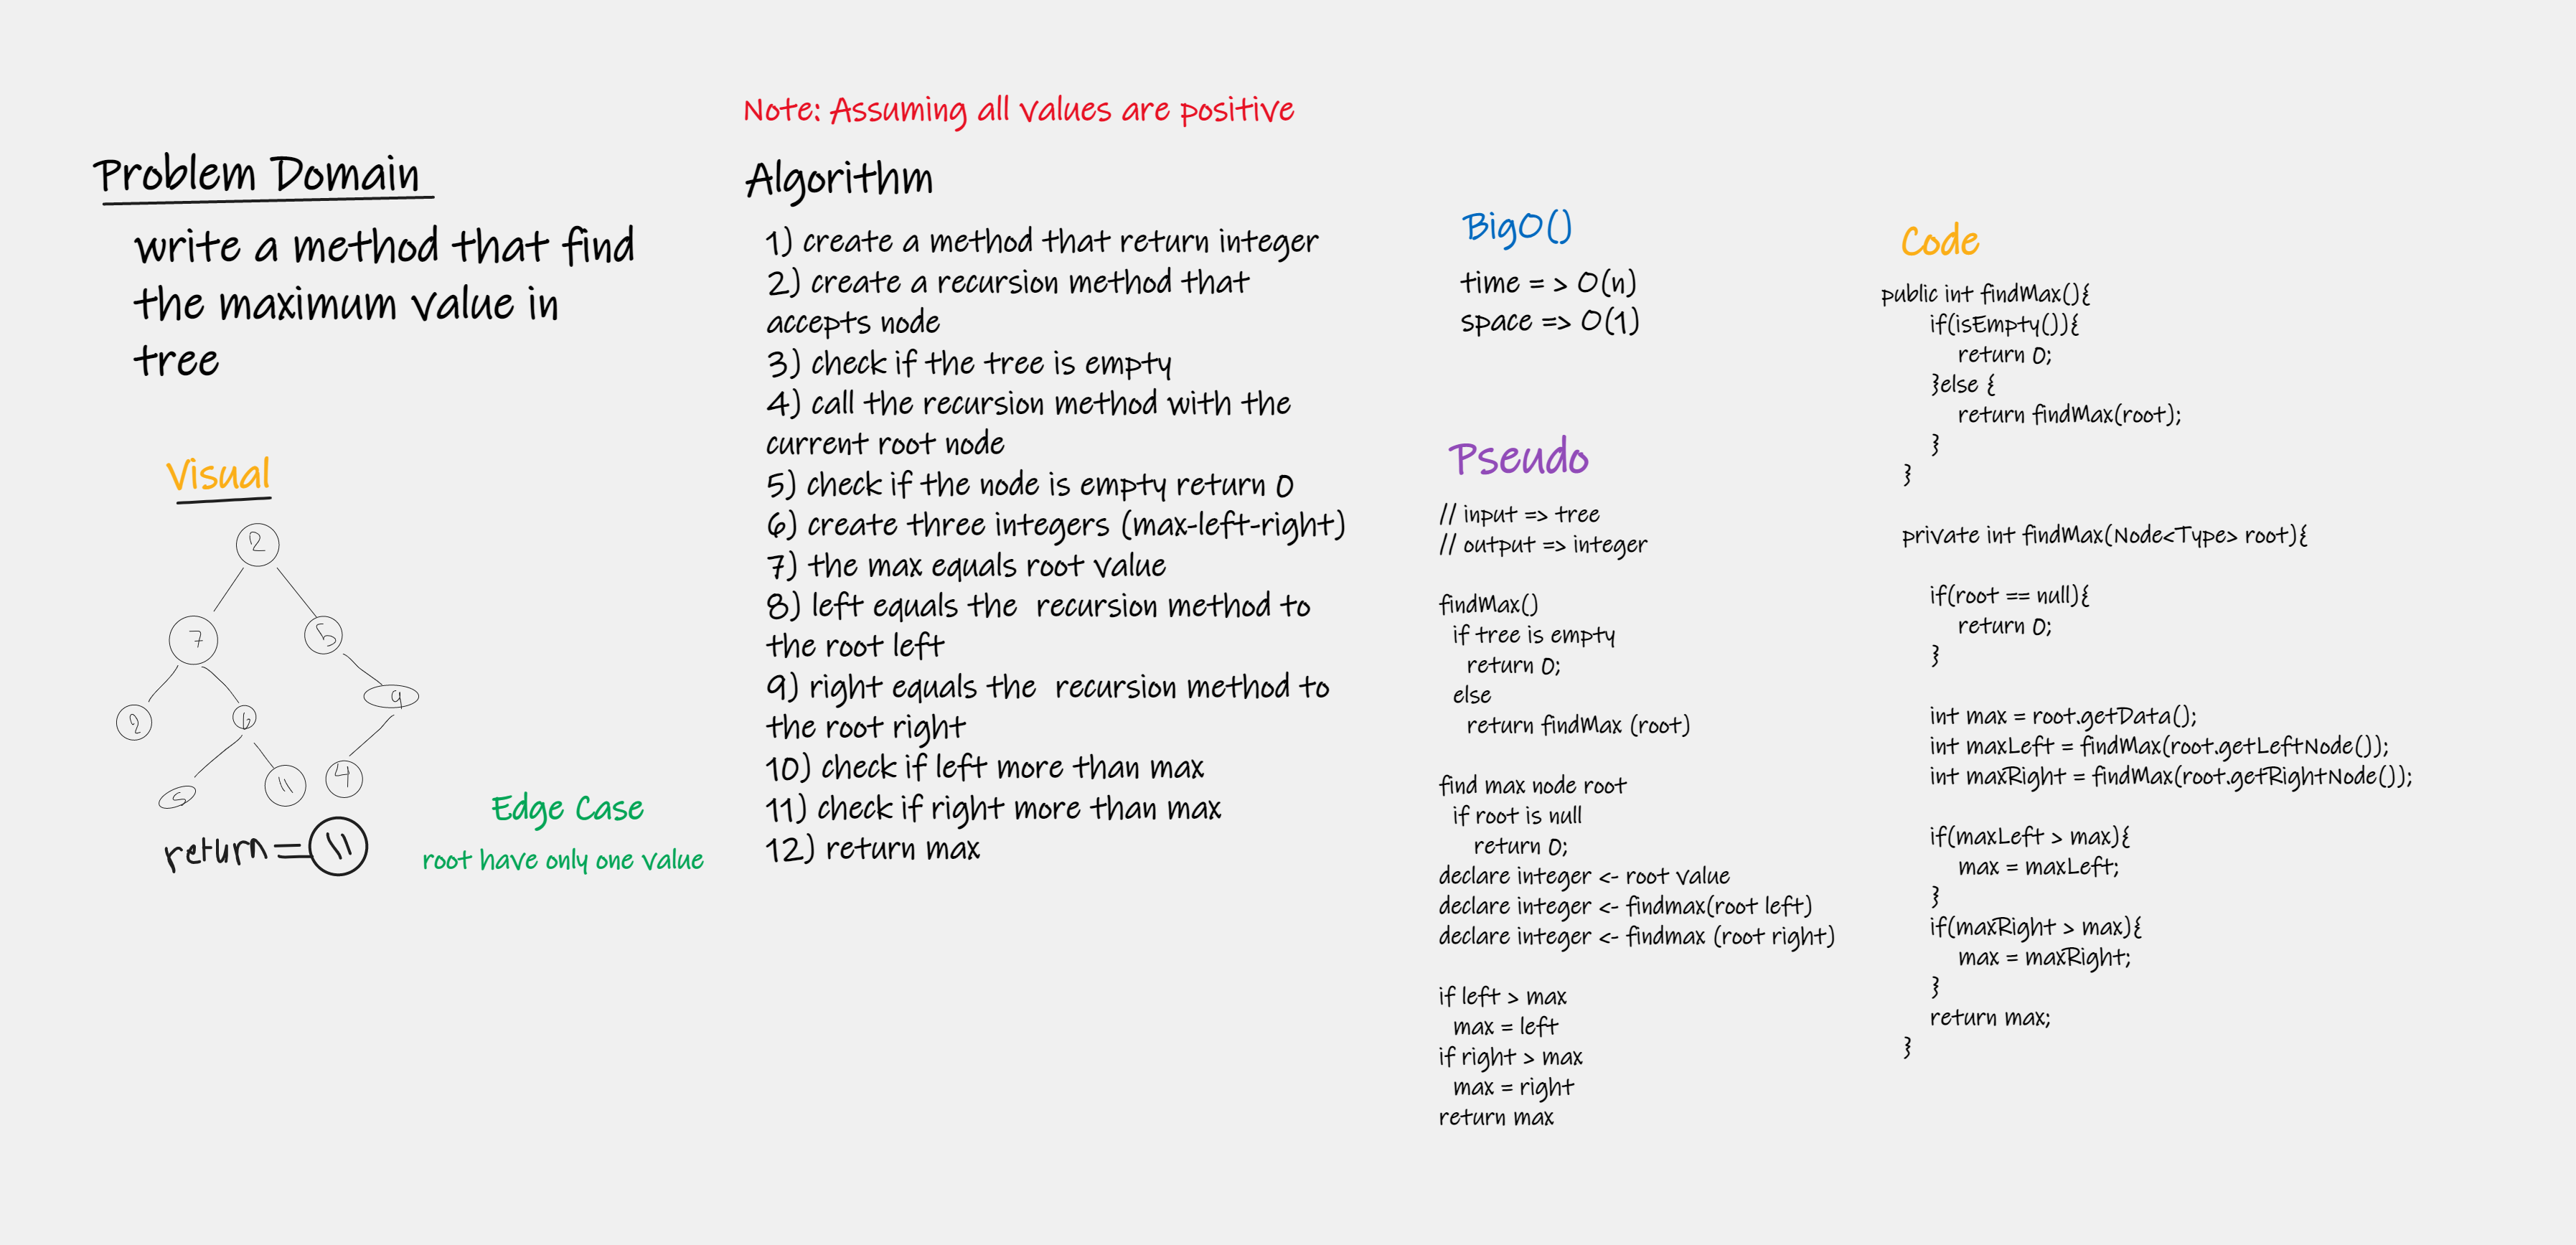 Note: Assuming all values are positive
Problem Domain
write a method that find
the maximum value in
tree
Visual
2
7
5
2
6
9
5
11
4
return = 11
Edge Case
root have only one value
Algorithm
1) create a method that return integer
2) create a recursion method that
accepts node
3) check if the tree is empty
4) call the recursion method with the
current root node
5) check if the node is empty return 0
6) create three integers (max-left-right)
7) the max equals root value
8) left equals the recursion method to
the root left
9) right equals the recursion method to
the root right
10) check if left more than max
11) check if right more than max
12) return max
BigO()
time = > O(n)
space => O(1)
Pseudo
// input => tree
// output => integer
findMax()
if tree is empty
return 0;
else
return findMax (root)
find max node root
if root is null
return 0;
declare integer <- root value
declare integer <- findmax(root left)
declare integer <- findmax (root right)
if left > max
max = left
if right > max
max = right
return max
Code
public int findMax(){
if(isEmpty()){
return 0;
}else {
return findMax(root);
}
}
private int findMax(Node<Type> root){
if(root == null){
return 0;
}
int max = root.getData();
int maxLeft = findMax(root.getLeftNode());
int maxRight = findMax(root.getRightNode());
if(maxLeft > max){
max = maxLeft;
}
if(maxRight > max){
max = maxRight;
}
return max;
}